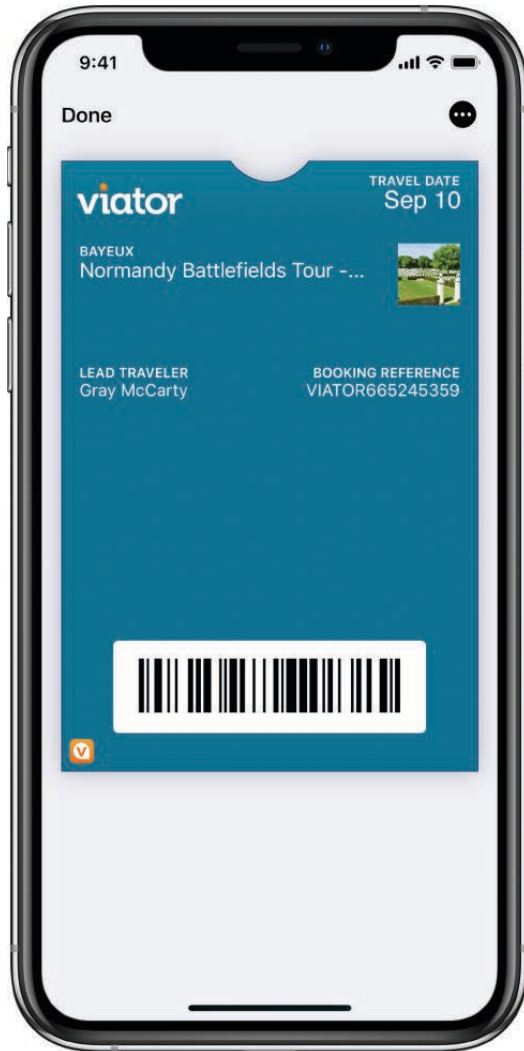 9:41
Done
viator
TRAVEL DATE
Sep 10
BAYEUX
Normandy Battlefields Tour -...
LEAD TRAVELER
Gray McCarty
BOOKING REFERENCE
VIATOR665245359
V